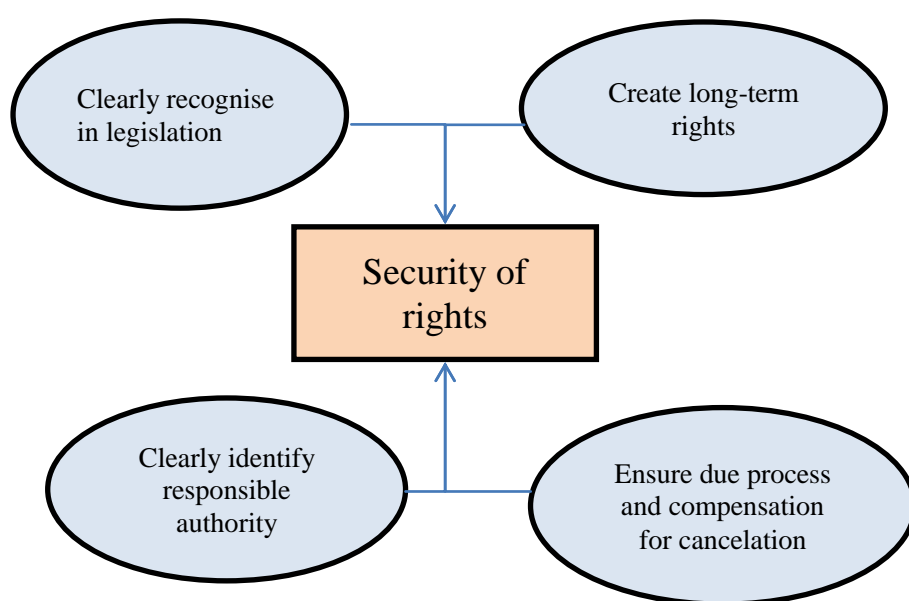 Clearly recognise
in legislation
Create long-term
rights
Security of
rights
Clearly identify
responsible
authority
Ensure due process
and compensation
for cancelation